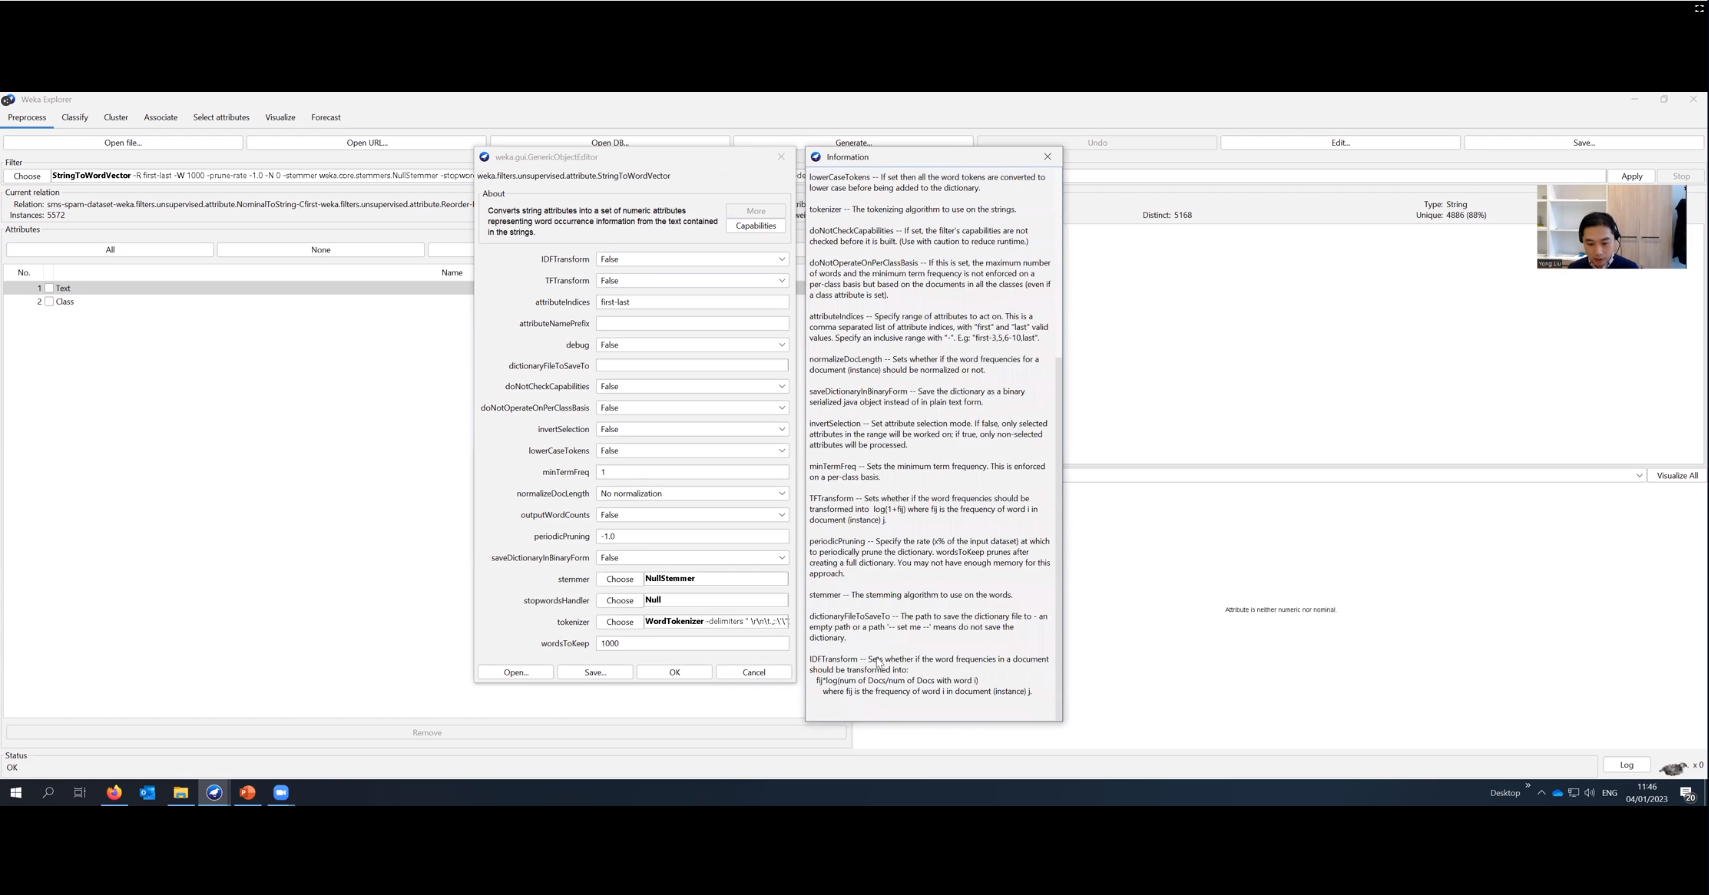 Weka Explorer
Preprocess Classify Cluster Associate Select attributes Visualize Forecast
Open file... Open URL... Open DB... Generate... Undo Edit... Save...
Filter
Choose StringToWordVector -R first-last -W 1000 -prune-rate -1.0 -N 0 -stemmer weka.core.stemmers.NullStemmer -stopwo
Apply Stop
Current relation
Relation: sms-spam-dataset-weka.filters.unsupervised.attribute.NominalToString-Cfirst-weka.filters.unsupervised.attribute.Reorder-
Instances: 5572
Attributes
All None
No. Name
1 Text
2 Class
Remove
Status
OK
weka.gui.GenericObjectEditor
weka.filters.unsupervised.attribute.StringToWordVector
About
Converts string attributes into a set of numeric attributes
representing word occurrence information from the text contained
in the strings.
More
Capabilities
IDFTransform False
TFTransform False
attributeIndices first-last
attributeNamePrefix
debug False
dictionaryFileToSaveTo
doNotCheckCapabilities False
doNotOperateOnPerClassBasis False
invertSelection False
lowerCaseTokens False
minTermFreq 1
normalizeDocLength No normalization
outputWordCounts False
periodicPruning -1.0
saveDictionaryInBinaryForm False
stemmer Choose NullStemmer
stopwordsHandler Choose Null
tokenizer Choose WordTokenizer -delimiters " \r\n\t.,;:\'\"
wordsToKeep 1000
Open... Save... OK Cancel
Information
lowerCaseTokens -- If set then all the word tokens are converted to
lower case before being added to the dictionary.
tokenizer -- The tokenizing algorithm to use on the strings.
doNotCheckCapabilities -- If set, the filter's capabilities are not
checked before it is built. (Use with caution to reduce runtime.)
doNotOperateOnPerClassBasis -- If this is set, the maximum number
of words and the minimum term frequency is not enforced on a
per-class basis but based on the documents in all the classes (even if
a class attribute is set).
attributeIndices -- Specify range of attributes to act on. This is a
comma separated list of attribute indices, with "first" and "last" valid
values. Specify an inclusive range with "-". E.g: "first-3,5,6-10,last".
normalizeDocLength -- Sets whether if the word frequencies for a
document (instance) should be normalized or not.
saveDictionaryInBinaryForm -- Save the dictionary as a binary
serialized java object instead of in plain text form.
invertSelection -- Set attribute selection mode. If false, only selected
attributes in the range will be worked on; if true, only non-selected
attributes will be processed.
minTermFreq -- Sets the minimum term frequency. This is enforced
on a per-class basis.
TFTransform -- Sets whether if the word frequencies should be
transformed into log(1+fij) where fij is the frequency of word i in
document (instance) j.
periodicPruning -- Specify the rate (x% of the input dataset) at which
to periodically prune the dictionary. wordsToKeep prunes after
creating a full dictionary. You may not have enough memory for this
approach.
stemmer -- The stemming algorithm to use on the words.
dictionaryFileToSaveTo -- The path to save the dictionary file to - an
empty path or a path '-- set me --' means do not save the
dictionary.
IDFTransform -- Sets whether if the word frequencies in a document
should be transformed into:
fij*log(num of Docs/num of Docs with word i)
where fij is the frequency of word i in document (instance) j.
Type: String
Distinct: 5168 Unique: 4886 (88%)
Yong Liu
Visualize All
Attribute is neither numeric nor nominal.
Log x 0
Desktop ENG
11:46
04/01/2023
20